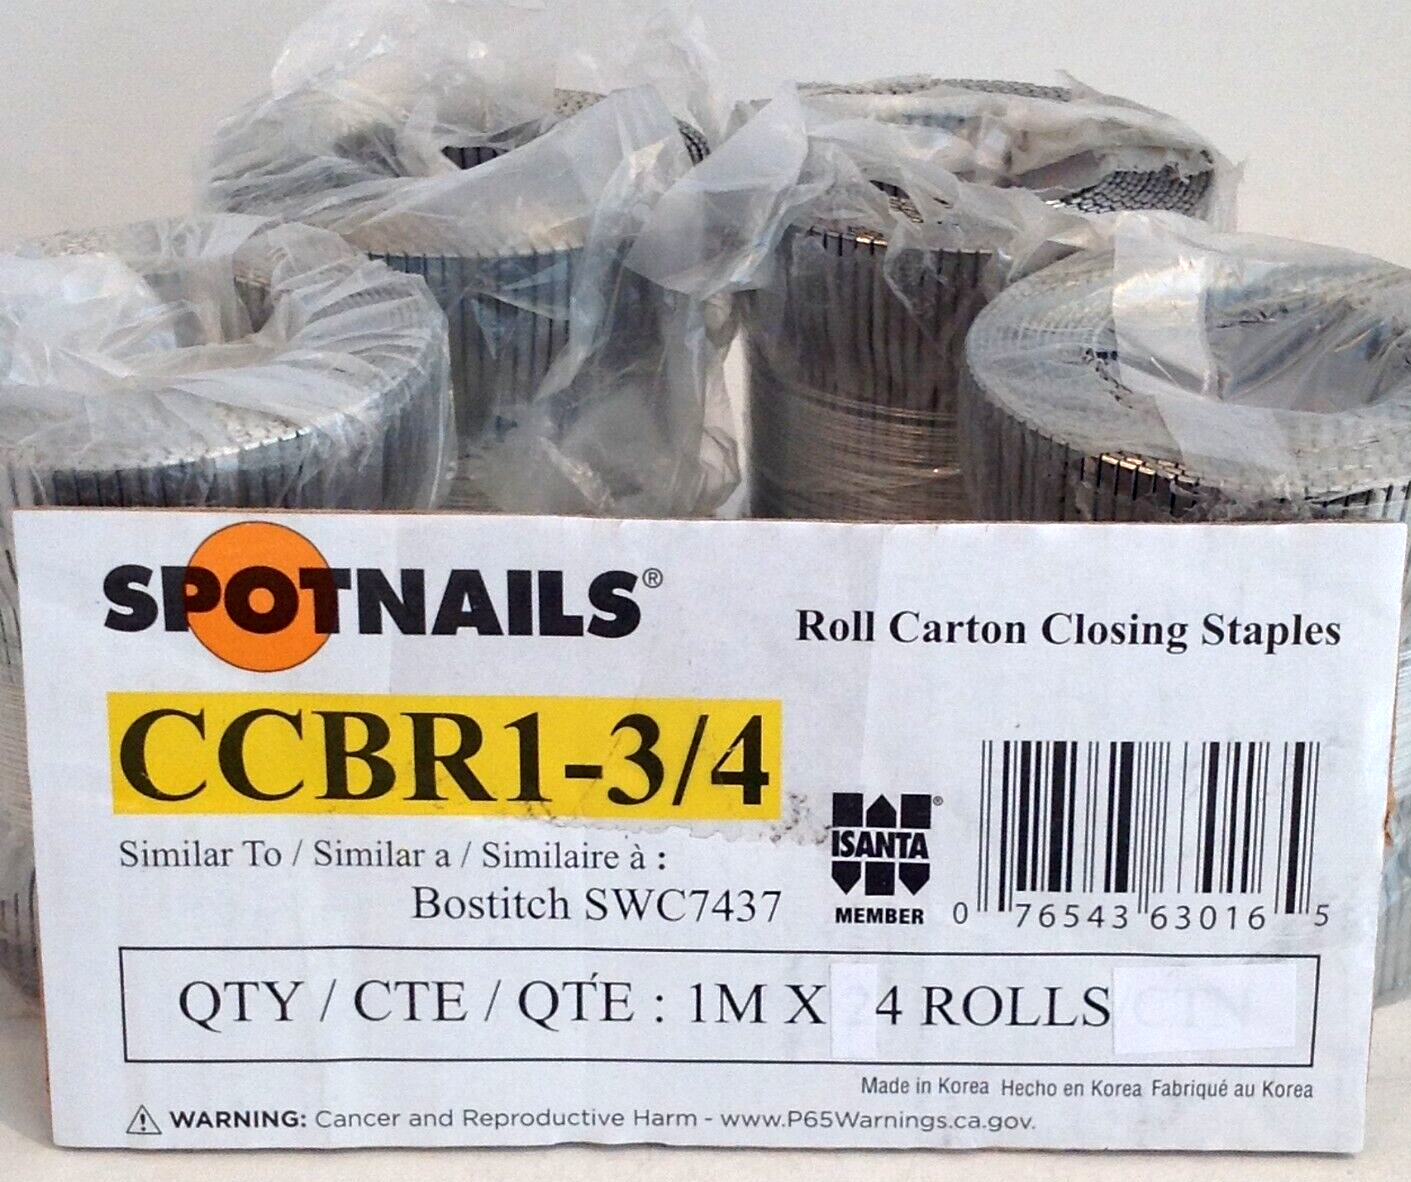 SPOTNAILS®
Roll Carton Closing Staples
CCBR1-3/4
Similar To / Similar a / Similaire à :
Bostitch SWC7437
ISANTA®
MEMBER
0 76543 63016 5
QTY / CTE / QTÉ : 1M X 24 ROLLS/CTN
Made in Korea Hecho en Korea Fabriqué au Korea
⚠ WARNING: Cancer and Reproductive Harm - www.P65Warnings.ca.gov.